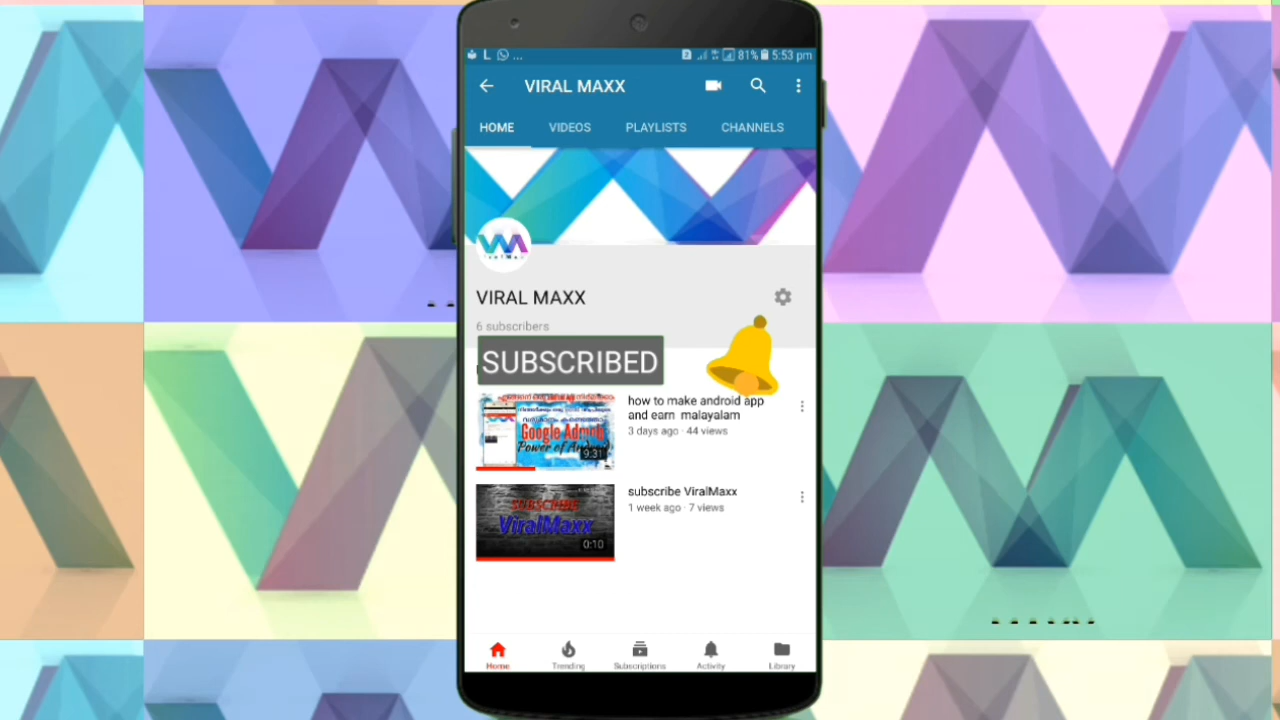 L ... 81% 5:53 pm
VIRAL MAXX
HOME VIDEOS PLAYLISTS CHANNELS
VIRAL MAXX
6 subscribers
SUBSCRIBED
Google Admob
Power of Android
9:31
how to make android app
and earn malayalam
3 days ago · 44 views
SUBSCRIBE
ViralMaxx
0:10
subscribe ViralMaxx
1 week ago · 7 views
Home Trending Subscriptions Activity Library